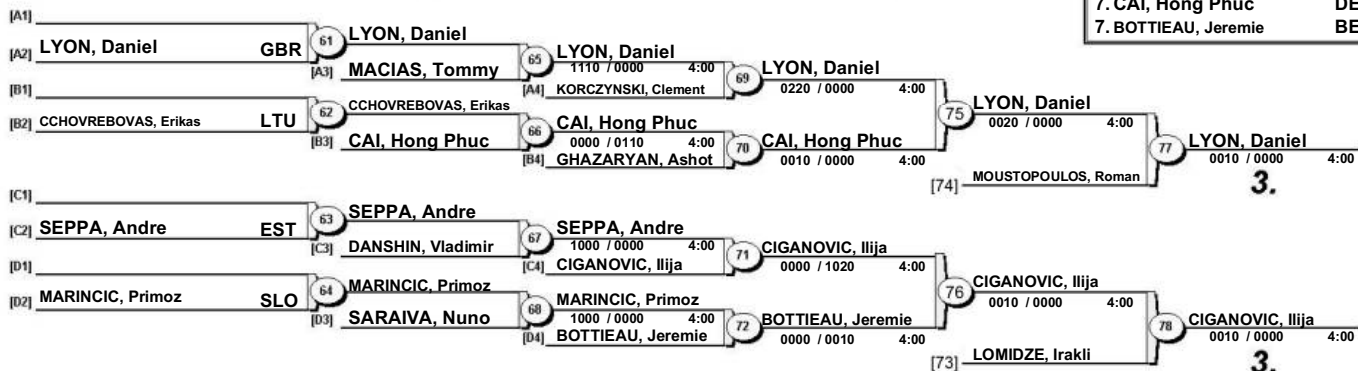 7. CAI, Hong Phuc DE
7. BOTTIEAU, Jeremie BE
[A1]
[A2] LYON, Daniel GBR
61 LYON, Daniel
[A3] MACIAS, Tommy
65 LYON, Daniel
1110 / 0000 4:00
[A4] KORCZYNSKI, Clement
69 LYON, Daniel
0220 / 0000 4:00
[B1]
[B2] CCHOVREBOVAS, Erikas LTU
62 CCHOVREBOVAS, Erikas
[B3] CAI, Hong Phuc
66 CAI, Hong Phuc
0000 / 0110 4:00
[B4] GHAZARYAN, Ashot
70 CAI, Hong Phuc
0010 / 0000 4:00
75 LYON, Daniel
0020 / 0000 4:00
[74] MOUSTOPOULOS, Roman
77 LYON, Daniel
0010 / 0000 4:00
3.
[C1]
[C2] SEPPA, Andre EST
63 SEPPA, Andre
[C3] DANSHIN, Vladimir
67 SEPPA, Andre
1000 / 0000 4:00
[C4] CIGANOVIC, Ilija
71 CIGANOVIC, Ilija
0000 / 1020 4:00
[D1]
[D2] MARINCIC, Primoz SLO
64 MARINCIC, Primoz
[D3] SARAIVA, Nuno
68 MARINCIC, Primoz
1000 / 0000 4:00
[D4] BOTTIEAU, Jeremie
72 BOTTIEAU, Jeremie
0000 / 0010 4:00
76 CIGANOVIC, Ilija
0010 / 0000 4:00
[73] LOMIDZE, Irakli
78 CIGANOVIC, Ilija
0010 / 0000 4:00
3.